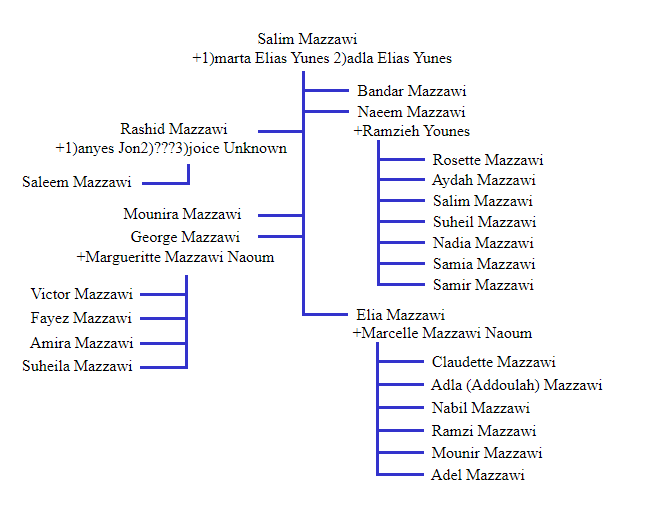 Salim Mazzawi
+1)marta Elias Yunes 2)adla Elias Yunes
Bandar Mazzawi
Naeem Mazzawi
+Ramzieh Younes
Rosette Mazzawi
Aydah Mazzawi
Salim Mazzawi
Suheil Mazzawi
Nadia Mazzawi
Samia Mazzawi
Samir Mazzawi
Rashid Mazzawi
+1)anyes Jon2)???3)joice Unknown
Saleem Mazzawi
Mounira Mazzawi
George Mazzawi
+Margueritte Mazzawi Naoum
Victor Mazzawi
Fayez Mazzawi
Amira Mazzawi
Suheila Mazzawi
Elia Mazzawi
+Marcelle Mazzawi Naoum
Claudette Mazzawi
Adla (Addoulah) Mazzawi
Nabil Mazzawi
Ramzi Mazzawi
Mounir Mazzawi
Adel Mazzawi